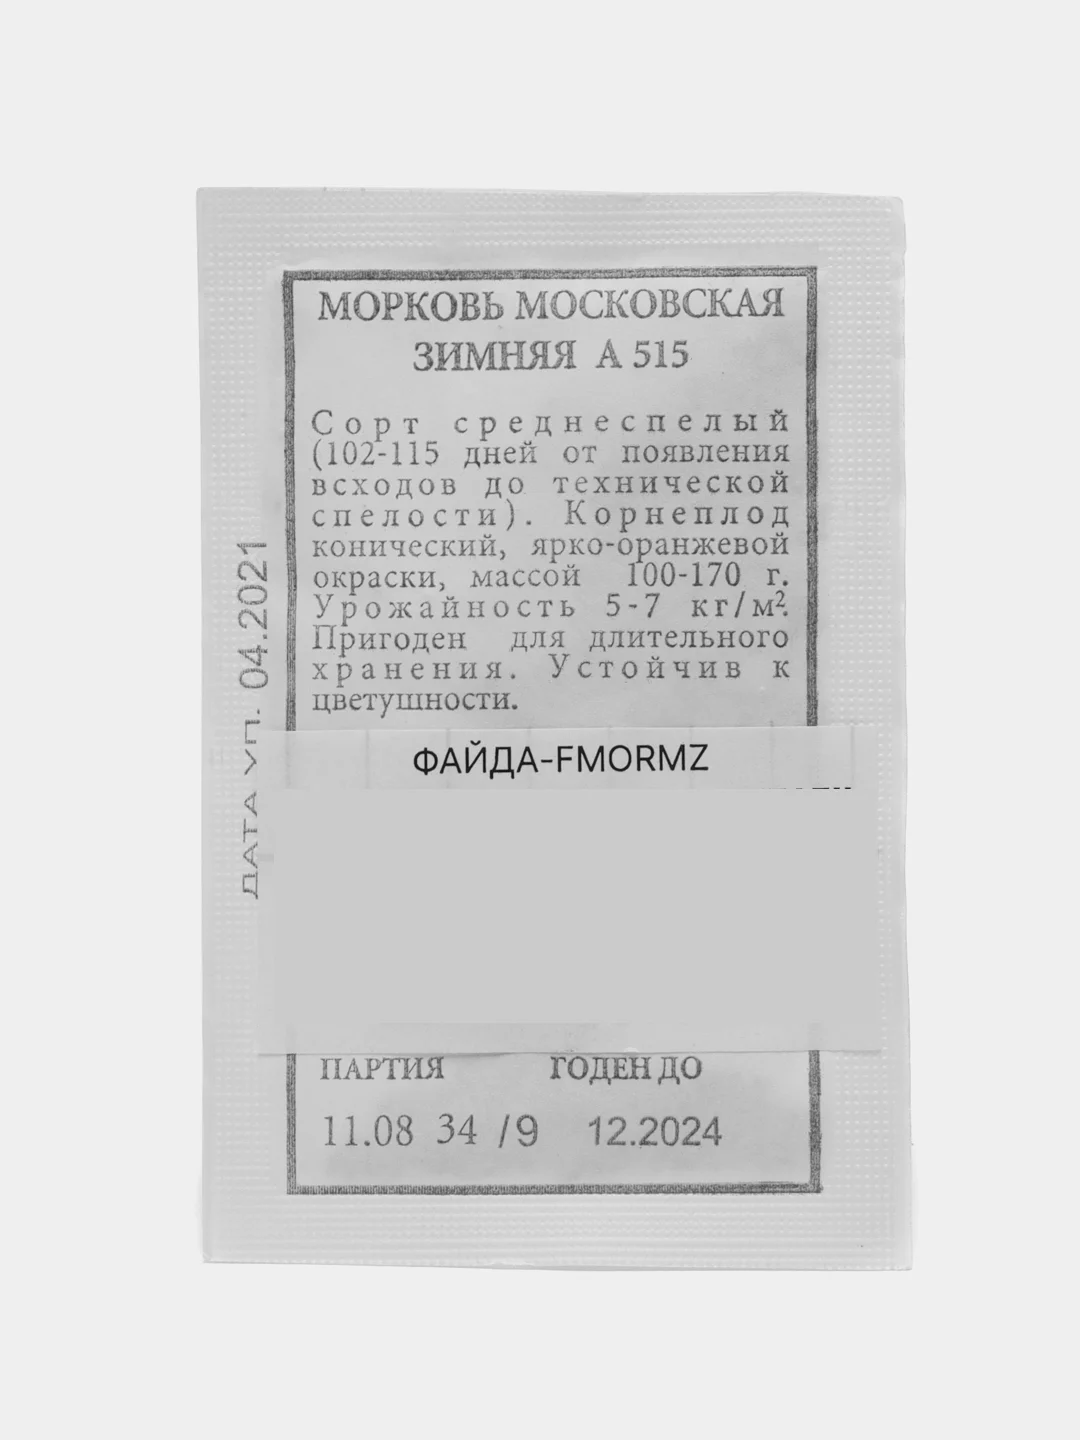 МОРКОВЬ МОСКОВСКАЯ
ЗИМНЯЯ А 515
Сорт среднеспелый
(102-115 дней от появления
всходов до технической
спелости). Корнеплод
конический, ярко-оранжевой
окраски, массой 100-170 г.
Урожайность 5-7 кг/м².
Пригоден для длительного
хранения. Устойчив к
цветушности.
ДАТА УП. 04.2021
ФАЙДА-FMORMZ
ПАРТИЯ ГОДЕН ДО
11.08 34 /9 12.2024